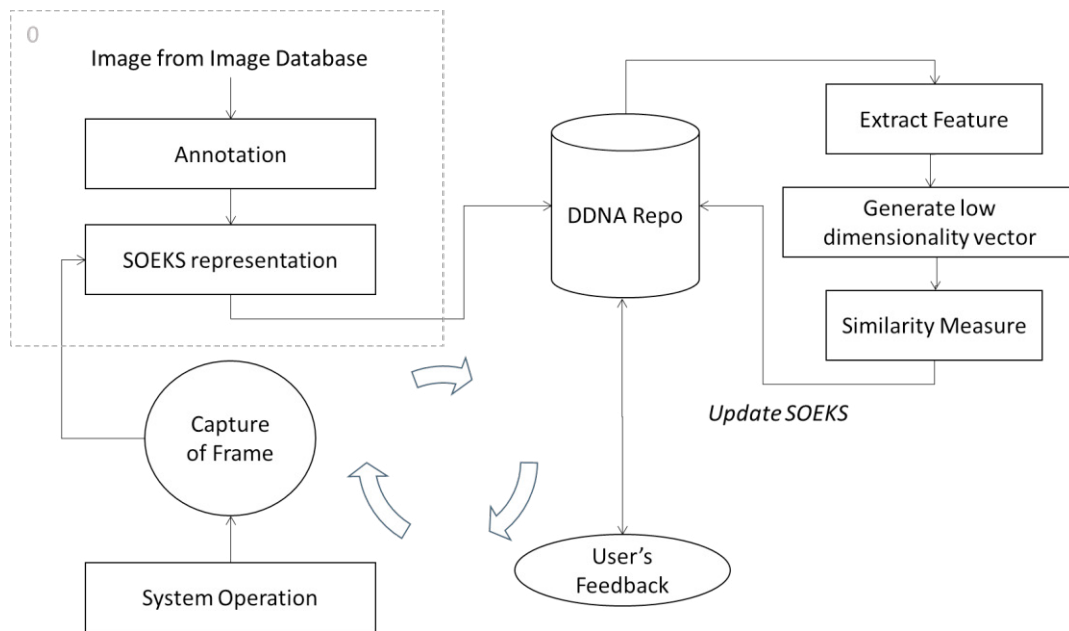 0
Image from Image Database
Annotation
SOEKS representation
Capture
of Frame
System Operation
DDNA Repo
User's
Feedback
Extract Feature
Generate low
dimensionality vector
Similarity Measure
Update SOEKS